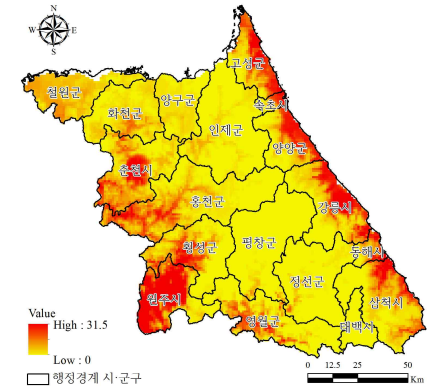 N
W E
S
고성군
속초시
철원군
화천군
양구군
인제군
양양군
춘천시
홍천군
강릉시
횡성군
평창군
동해시
원주시
정선군
삼척시
영월군
태백시
Value
High : 31.5
Low : 0
행정경계 시·군구
0 12.5 25 50
Km